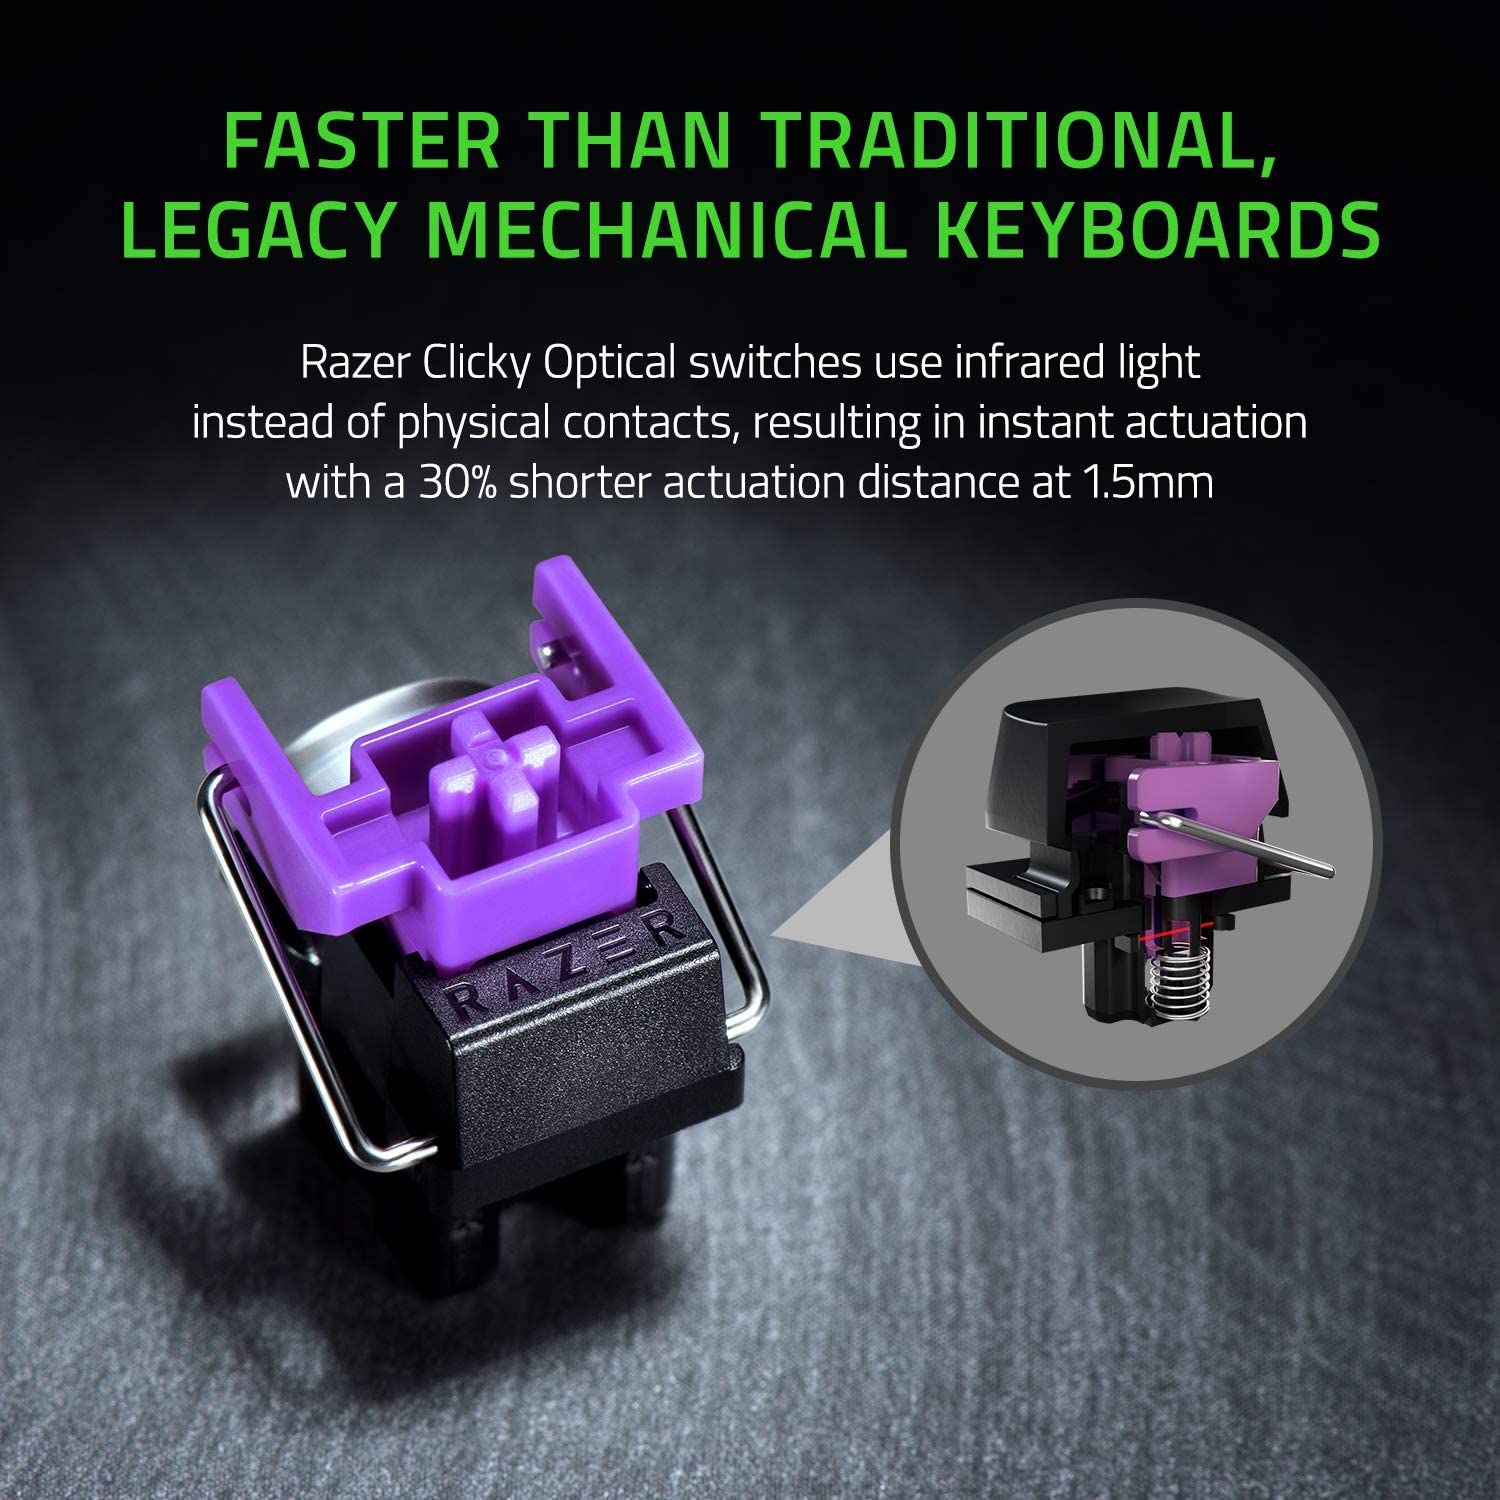 FASTER THAN TRADITIONAL,
LEGACY MECHANICAL KEYBOARDS
Razer Clicky Optical switches use infrared light
instead of physical contacts, resulting in instant actuation
with a 30% shorter actuation distance at 1.5mm
RAZER